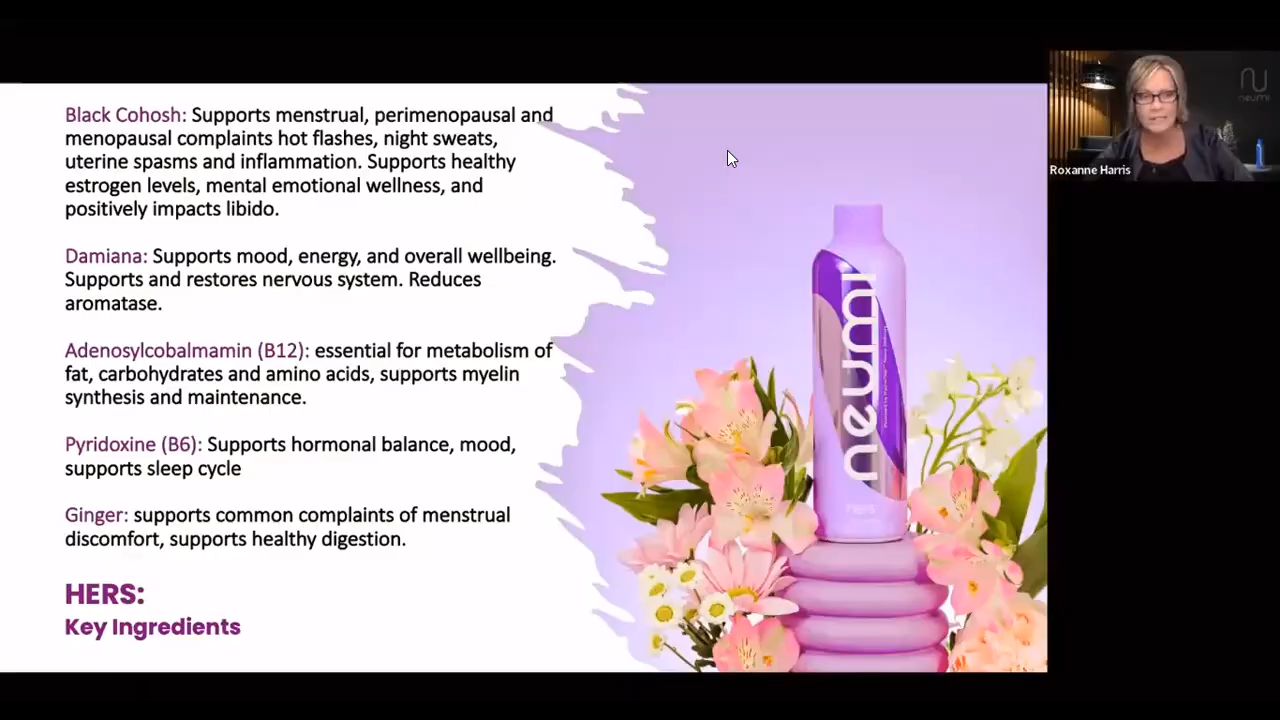 Black Cohosh: Supports menstrual, perimenopausal and
menopausal complaints hot flashes, night sweats,
uterine spasms and inflammation. Supports healthy
estrogen levels, mental emotional wellness, and
positively impacts libido.
Damiana: Supports mood, energy, and overall wellbeing.
Supports and restores nervous system. Reduces
aromatase.
Adenosylcobalmamin (B12): essential for metabolism of
fat, carbohydrates and amino acids, supports myelin
synthesis and maintenance.
Pyridoxine (B6): Supports hormonal balance, mood,
supports sleep cycle
Ginger: supports common complaints of menstrual
discomfort, supports healthy digestion.
HERS:
Key Ingredients
neumi
hers
neumi
Roxanne Harris